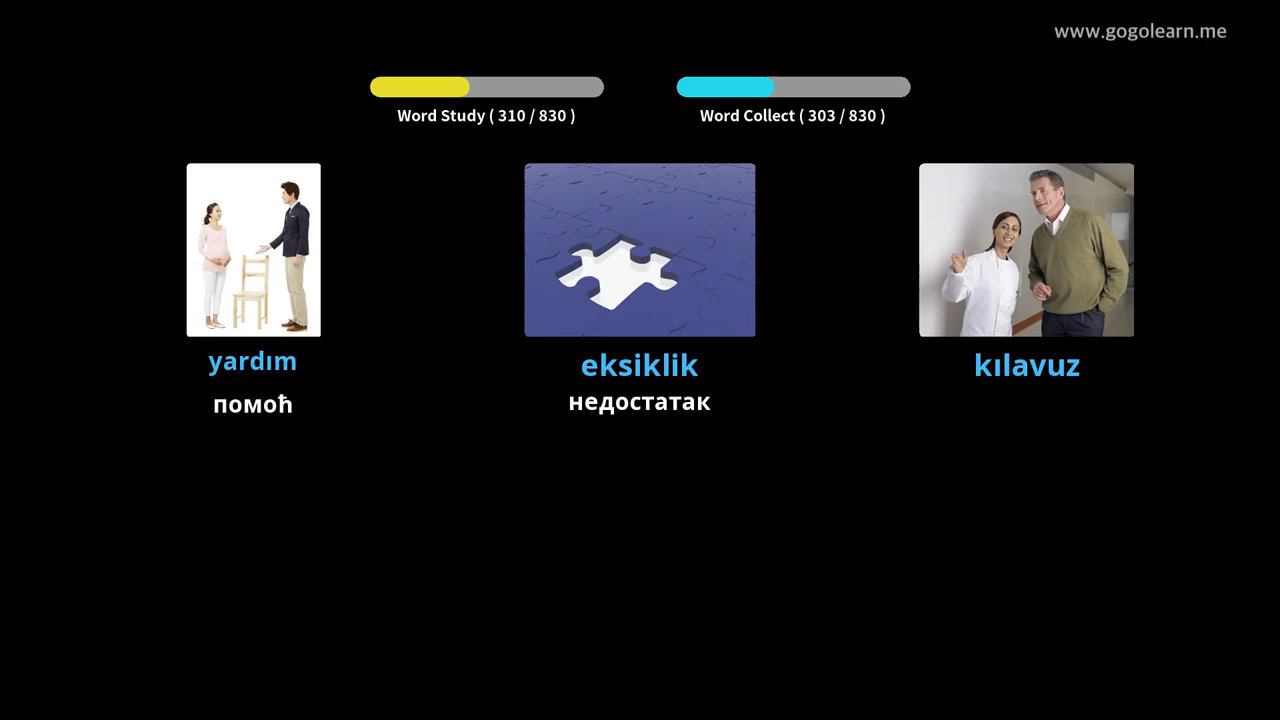 www.gogolearn.me
Word Study ( 310 / 830 )
Word Collect ( 303 / 830 )
yardım
eksiklik
kılavuz
помоћ
недостатак